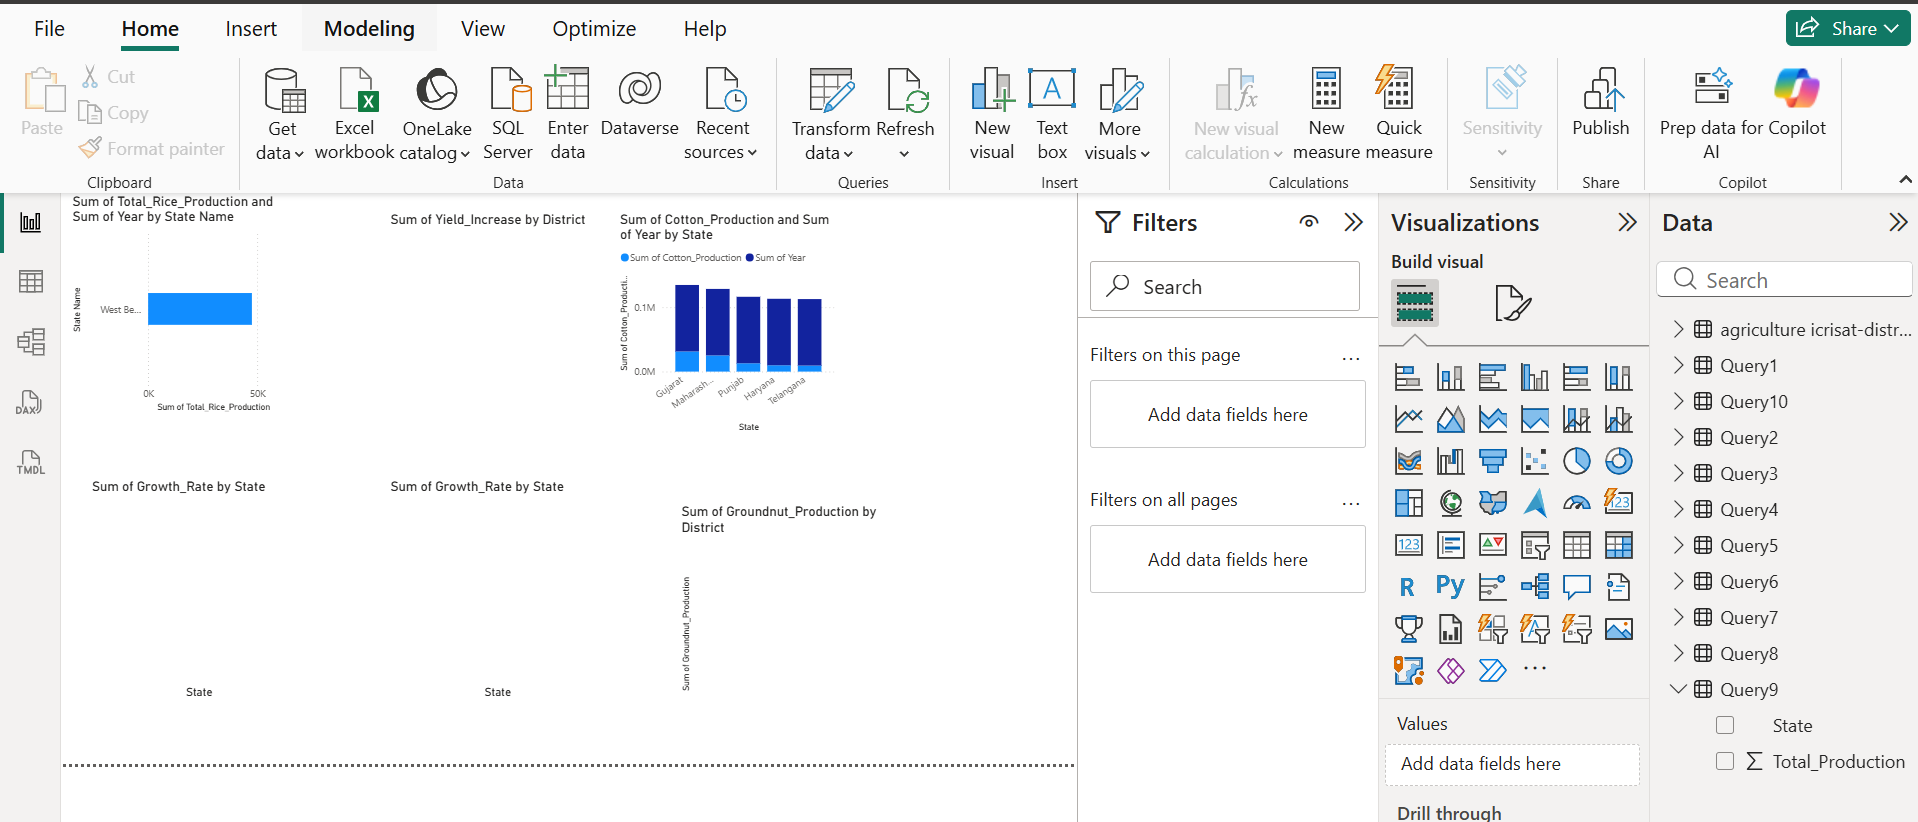 File
Home
Insert
Modeling
View
Optimize
Help
Share
Paste
Cut
Copy
Format painter
Clipboard
Get
data
Excel
workbook
OneLake
catalog
SQL
Server
Enter
data
Dataverse
Recent
sources
Data
Transform
data
Refresh
Queries
New
visual
Text
box
More
visuals
Insert
New visual
calculation
New
measure
Quick
measure
Calculations
Sensitivity
Sensitivity
Publish
Share
Prep data for
AI
Copilot
Copilot
DAX
TMDL
Sum of Total_Rice_Production and
Sum of Year by State Name
State Name
West Be...
0K
50K
Sum of Total_Rice_Production
Sum of Yield_Increase by District
Sum of Cotton_Production and Sum
of Year by State
Sum of Cotton_Production
Sum of Year
Sum of Cotton_Producti...
0.1M
0.0M
Gujarat
Maharash...
Punjab
Haryana
Telangana
State
Sum of Growth_Rate by State
State
Sum of Growth_Rate by State
State
Sum of Groundnut_Production by
District
Sum of Groundnut_Production
Filters
Search
Filters on this page
...
Add data fields here
Filters on all pages
...
Add data fields here
Visualizations
Build visual
123
123
R
Py
...
Values
Add data fields here
Drill through
Data
Search
agriculture icrisat-distr...
Query1
Query10
Query2
Query3
Query4
Query5
Query6
Query7
Query8
Query9
State
Total_Production